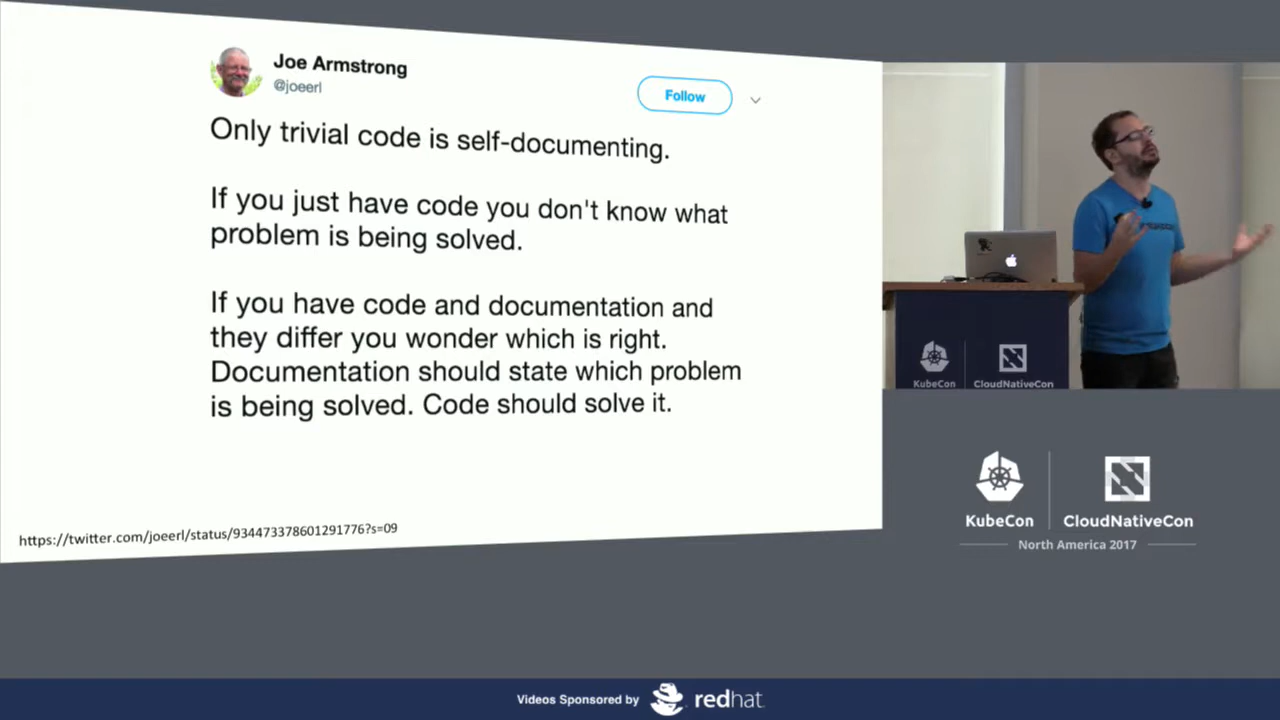 Joe Armstrong
@joeerl
Follow
Only trivial code is self-documenting.
If you just have code you don't know what
problem is being solved.
If you have code and documentation and
they differ you wonder which is right.
Documentation should state which problem
is being solved. Code should solve it.
https://twitter.com/joeerl/status/934473378601291776?s=09
KubeCon
CloudNativeCon
KubeCon
CloudNativeCon
North America 2017
Videos Sponsored by
redhat.